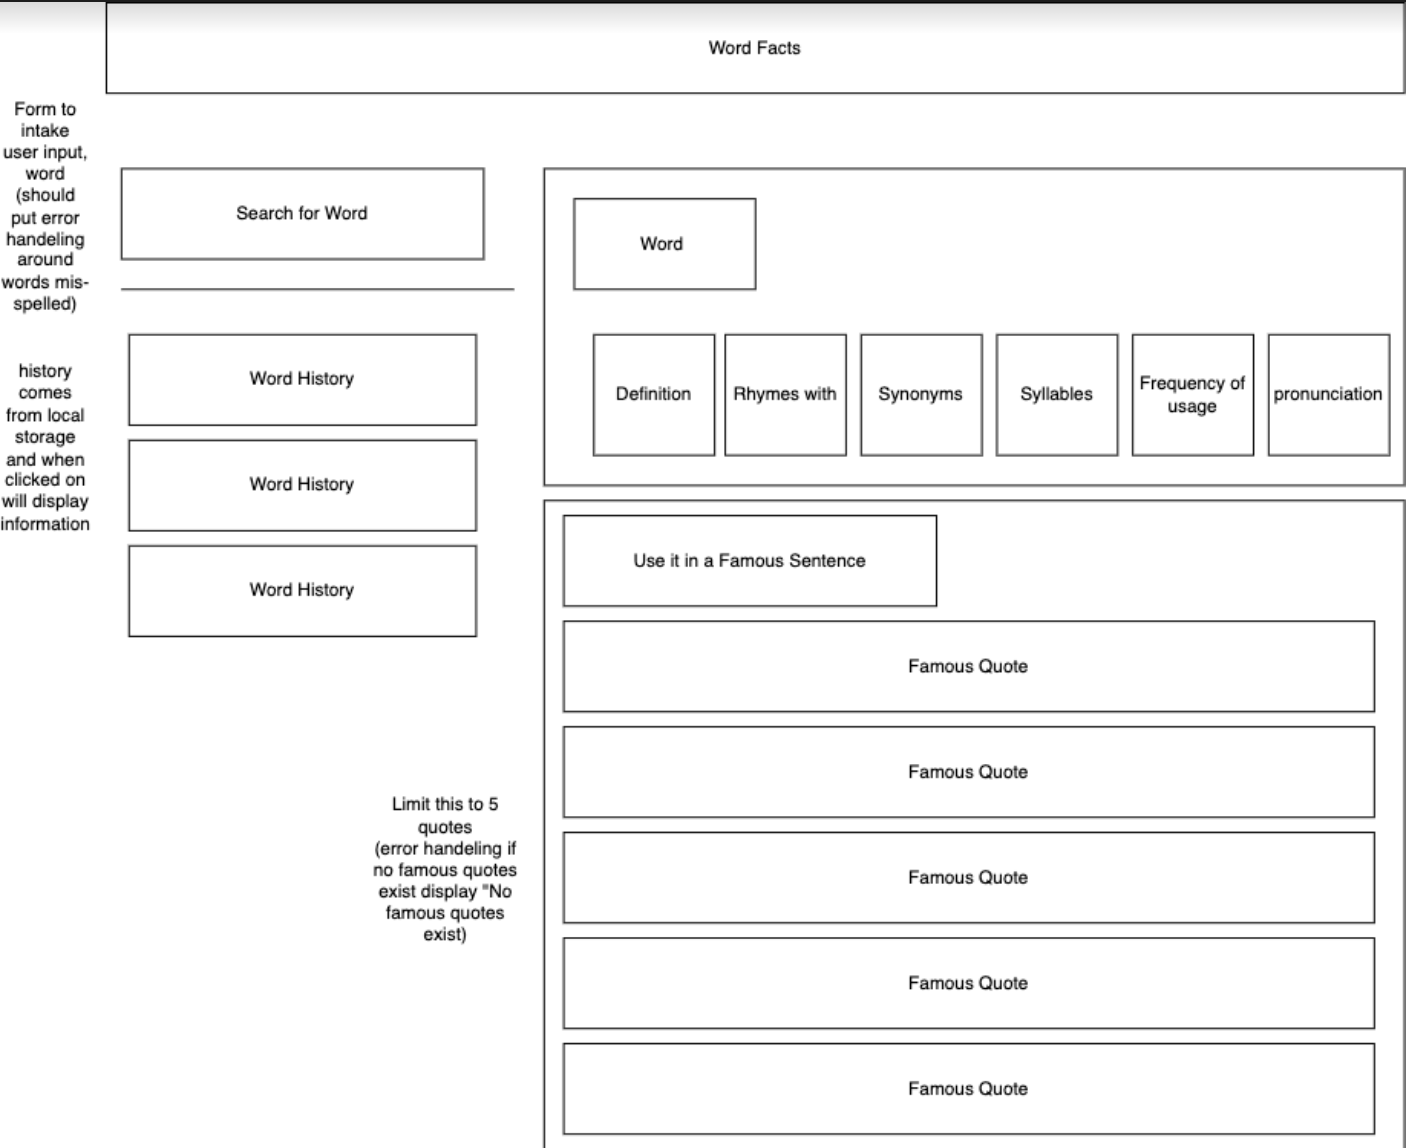 Word Facts
Form to
intake
user input,
word
(should
put error
handeling
around
words mis-
spelled)
Search for Word
history
comes
from local
storage
and when
clicked on
will display
information
Word History
Word History
Word History
Word
Definition
Rhymes with
Synonyms
Syllables
Frequency of
usage
pronunciation
Use it in a Famous Sentence
Limit this to 5
quotes
(error handeling if
no famous quotes
exist display "No
famous quotes
exist)
Famous Quote
Famous Quote
Famous Quote
Famous Quote
Famous Quote